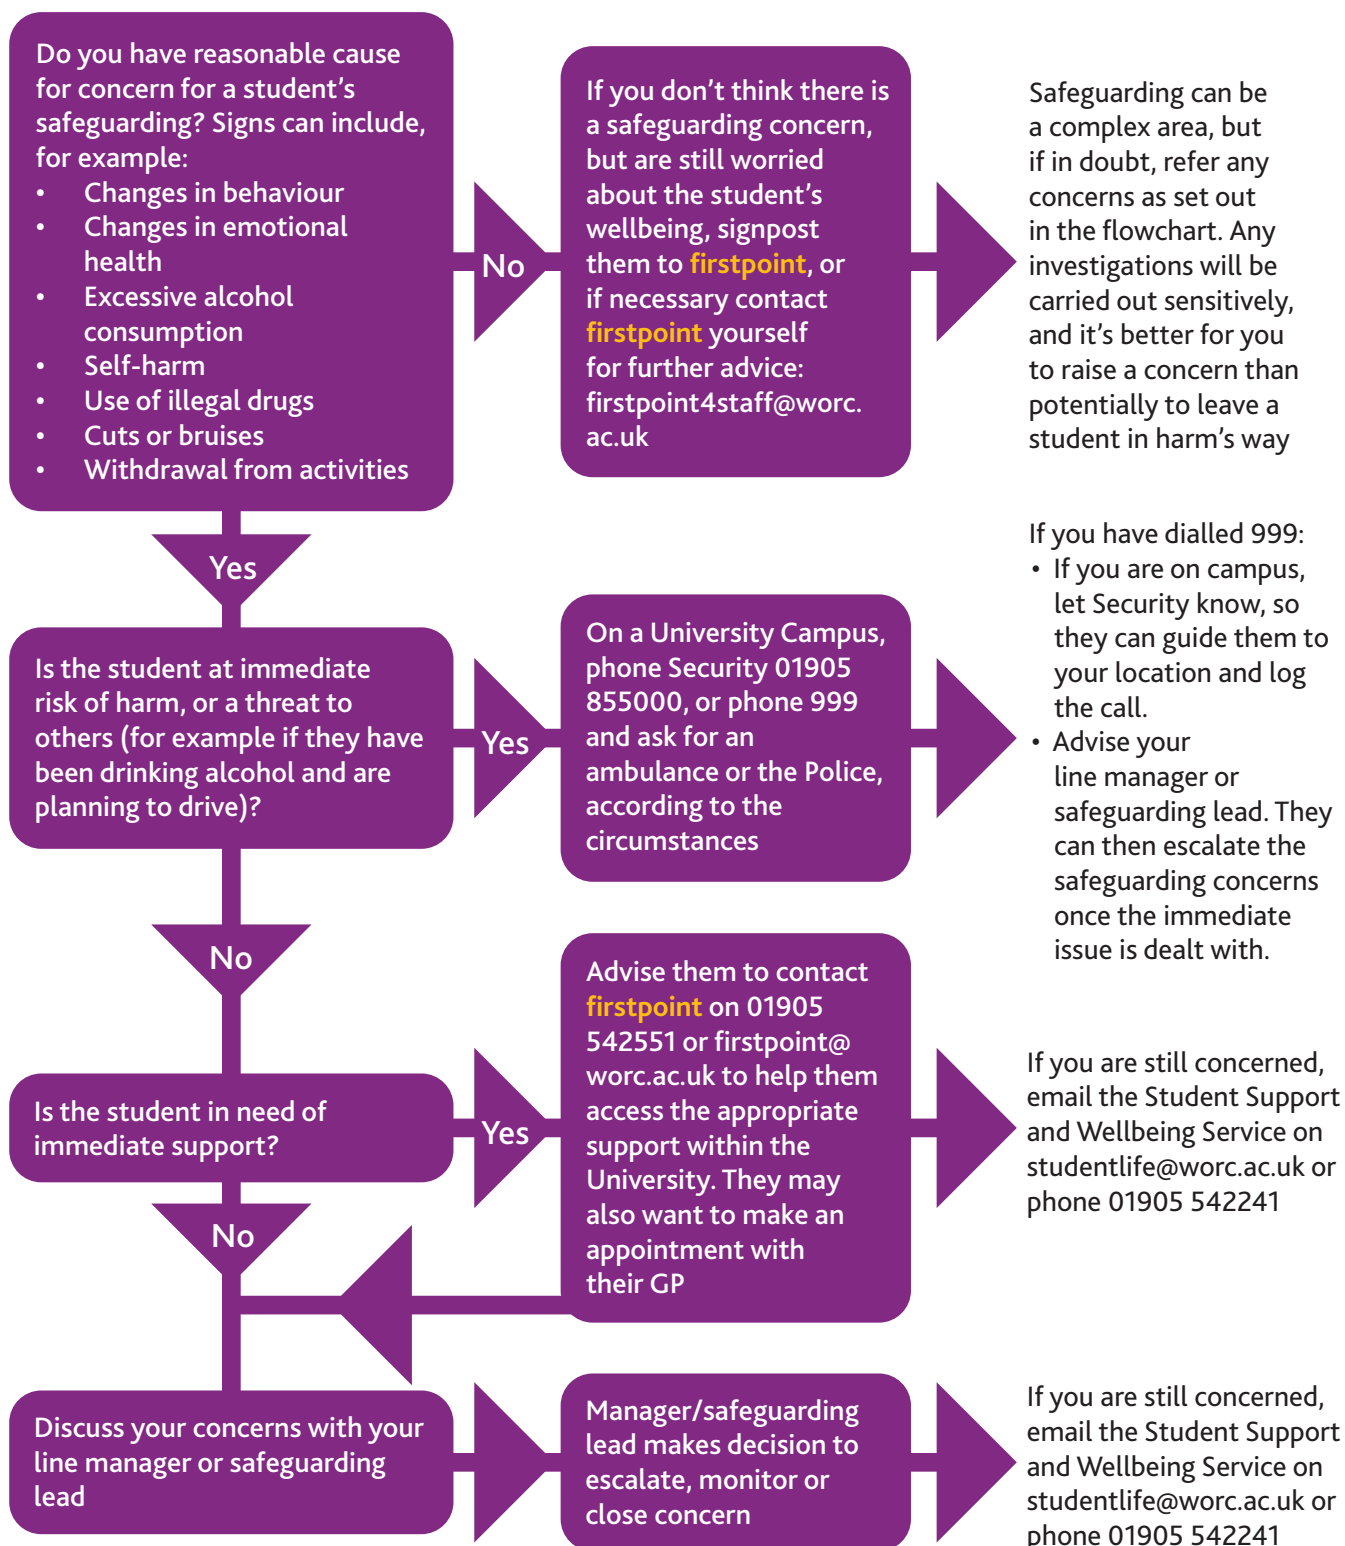 Do you have reasonable cause
for concern for a student’s
safeguarding? Signs can include,
for example:
• Changes in behaviour
• Changes in emotional
health
• Excessive alcohol
consumption
• Self-harm
• Use of illegal drugs
• Cuts or bruises
• Withdrawal from activities
No
If you don’t think there is
a safeguarding concern,
but are still worried
about the student’s
wellbeing, signpost
them to firstpoint, or
if necessary contact
firstpoint yourself
for further advice:
firstpoint4staff@worc.
ac.uk
Safeguarding can be
a complex area, but
if in doubt, refer any
concerns as set out
in the flowchart. Any
investigations will be
carried out sensitively,
and it’s better for you
to raise a concern than
potentially to leave a
student in harm’s way
Yes
Is the student at immediate
risk of harm, or a threat to
others (for example if they have
been drinking alcohol and are
planning to drive)?
Yes
On a University Campus,
phone Security 01905
855000, or phone 999
and ask for an
ambulance or the Police,
according to the
circumstances
If you have dialled 999:
• If you are on campus,
let Security know, so
they can guide them to
your location and log
the call.
• Advise your
line manager or
safeguarding lead. They
can then escalate the
safeguarding concerns
once the immediate
issue is dealt with.
No
Is the student in need of
immediate support?
Yes
Advise them to contact
firstpoint on 01905
542551 or firstpoint@
worc.ac.uk to help them
access the appropriate
support within the
University. They may
also want to make an
appointment with
their GP
If you are still concerned,
email the Student Support
and Wellbeing Service on
studentlife@worc.ac.uk or
phone 01905 542241
No
Discuss your concerns with your
line manager or safeguarding
lead
Manager/safeguarding
lead makes decision to
escalate, monitor or
close concern
If you are still concerned,
email the Student Support
and Wellbeing Service on
studentlife@worc.ac.uk or
phone 01905 542241